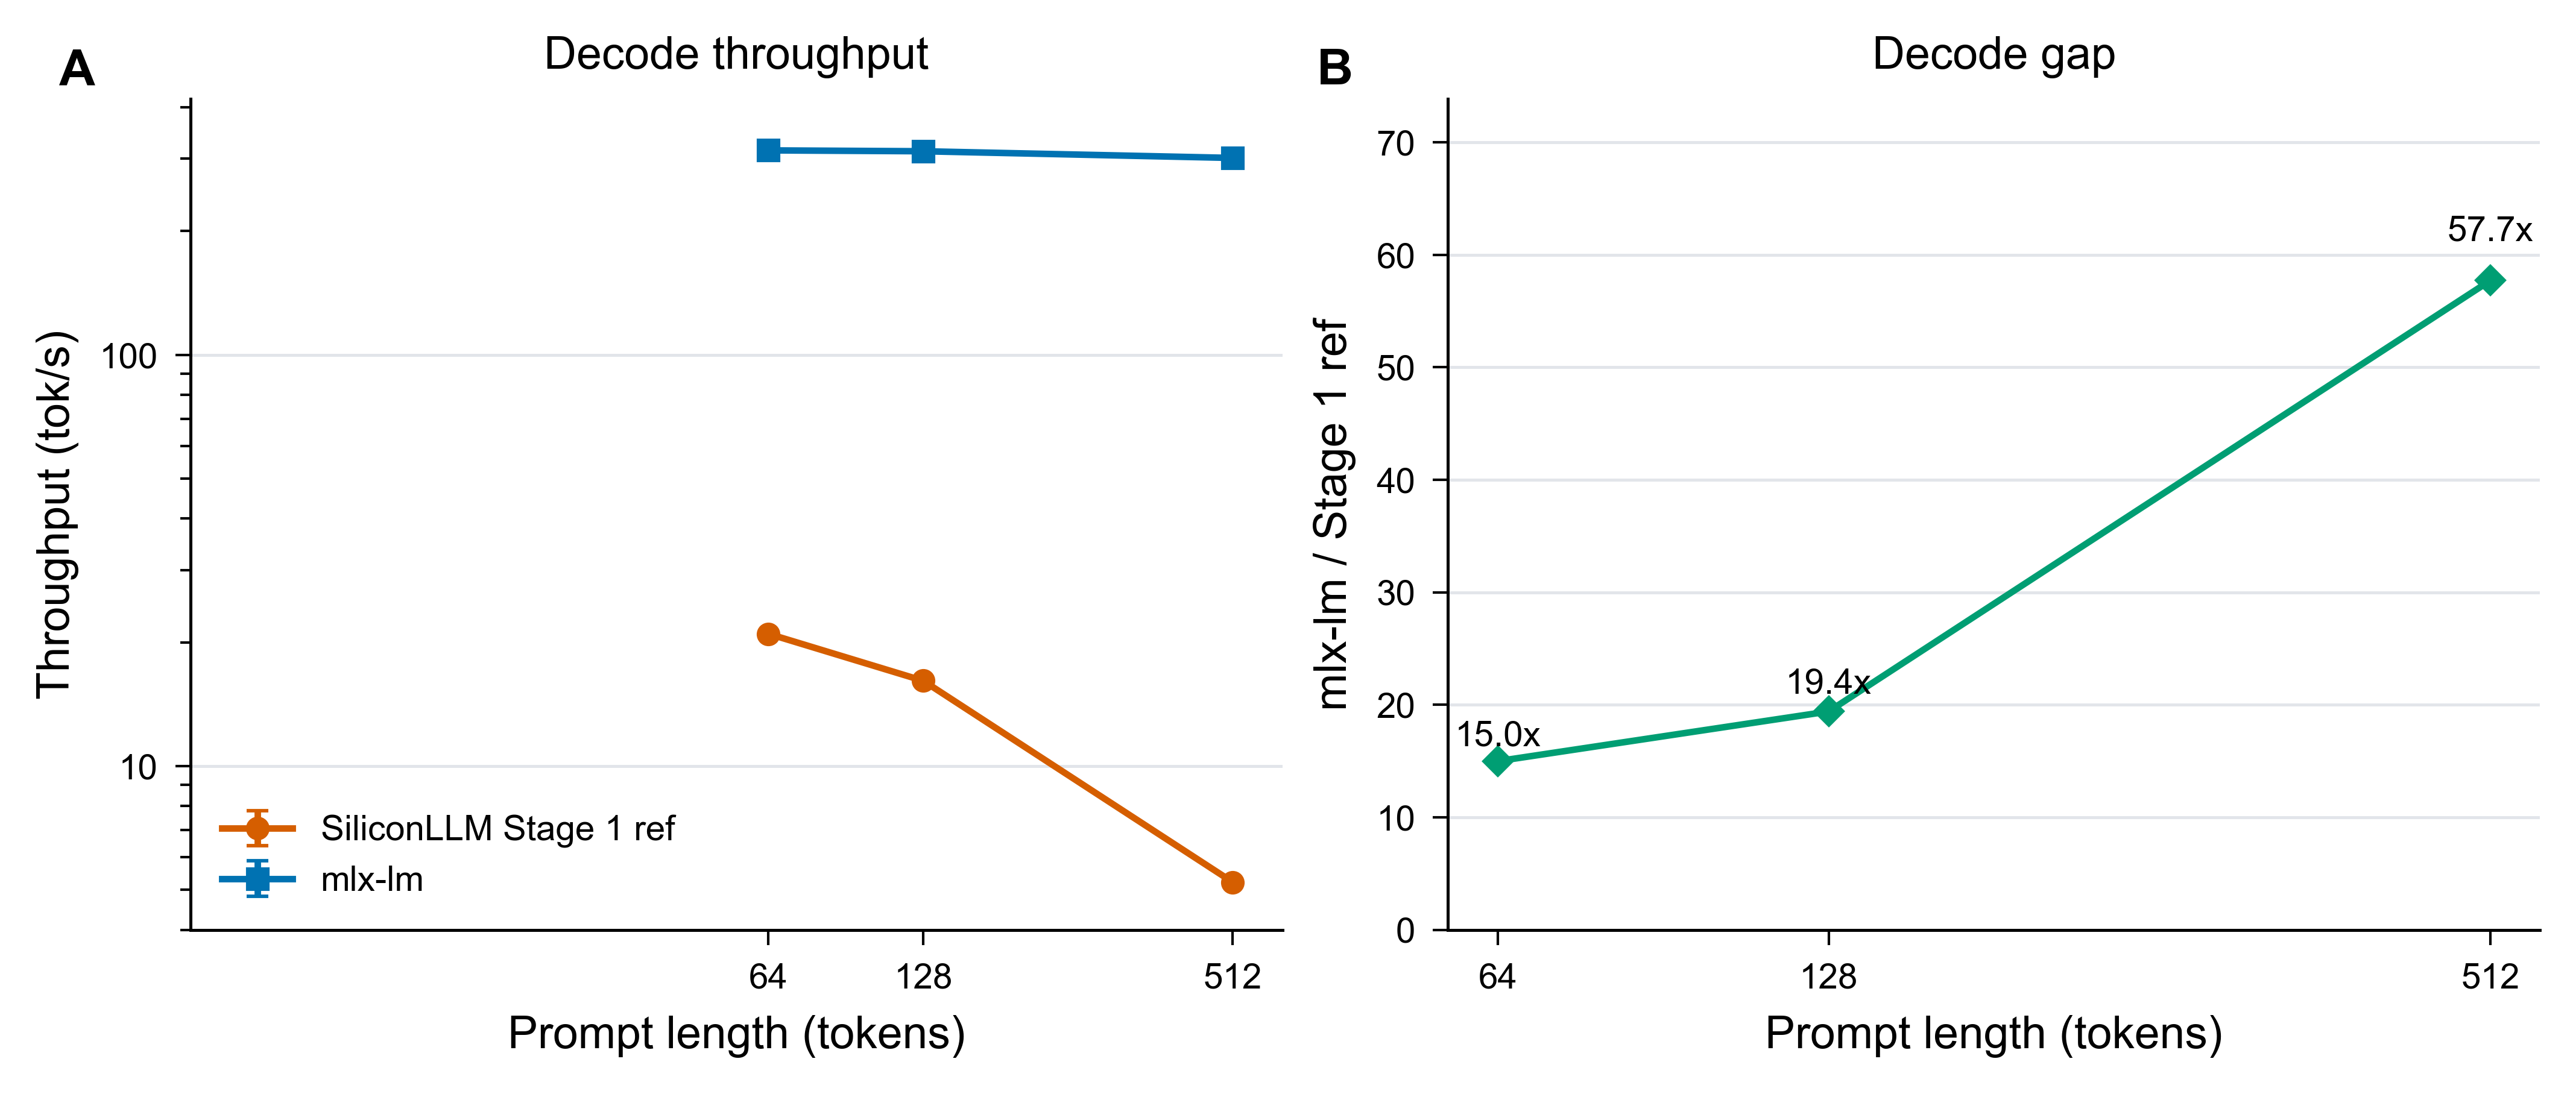 A
Decode throughput
Throughput (tok/s)
100
10
SiliconLLM Stage 1 ref
mlx-lm
64 128 512
Prompt length (tokens)
B
Decode gap
mlx-lm / Stage 1 ref
70
60
50
40
30
20
10
0
57.7x
19.4x
15.0x
64 128 512
Prompt length (tokens)